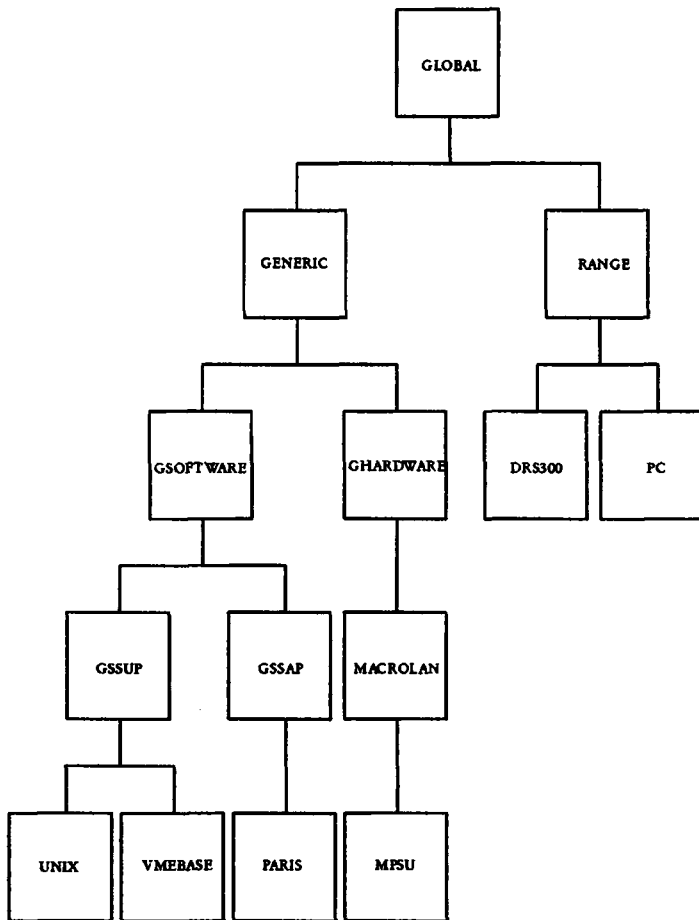 GLOBAL
GENERIC
RANGE
GSOFTWARE
GHARDWARE
DRS300
PC
GSSUP
GSSAP
MACROLAN
UNIX
VMEBASE
PARIS
MPSU